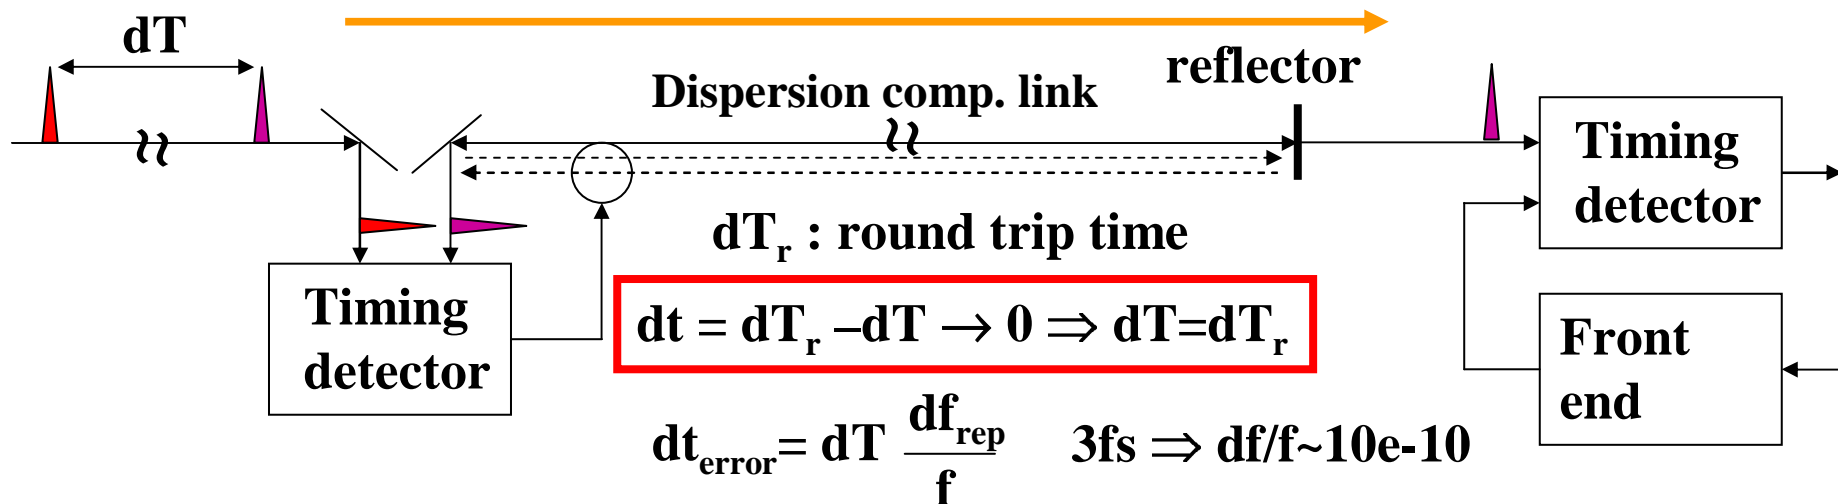 dT
reflector
Dispersion comp. link
Timing
detector
dTr : round trip time
Timing
detector
dt = dTr –dT → 0 ⇒ dT=dTr
Front
end
dterror= dT dfrep/f 3fs ⇒ df/f~10e-10